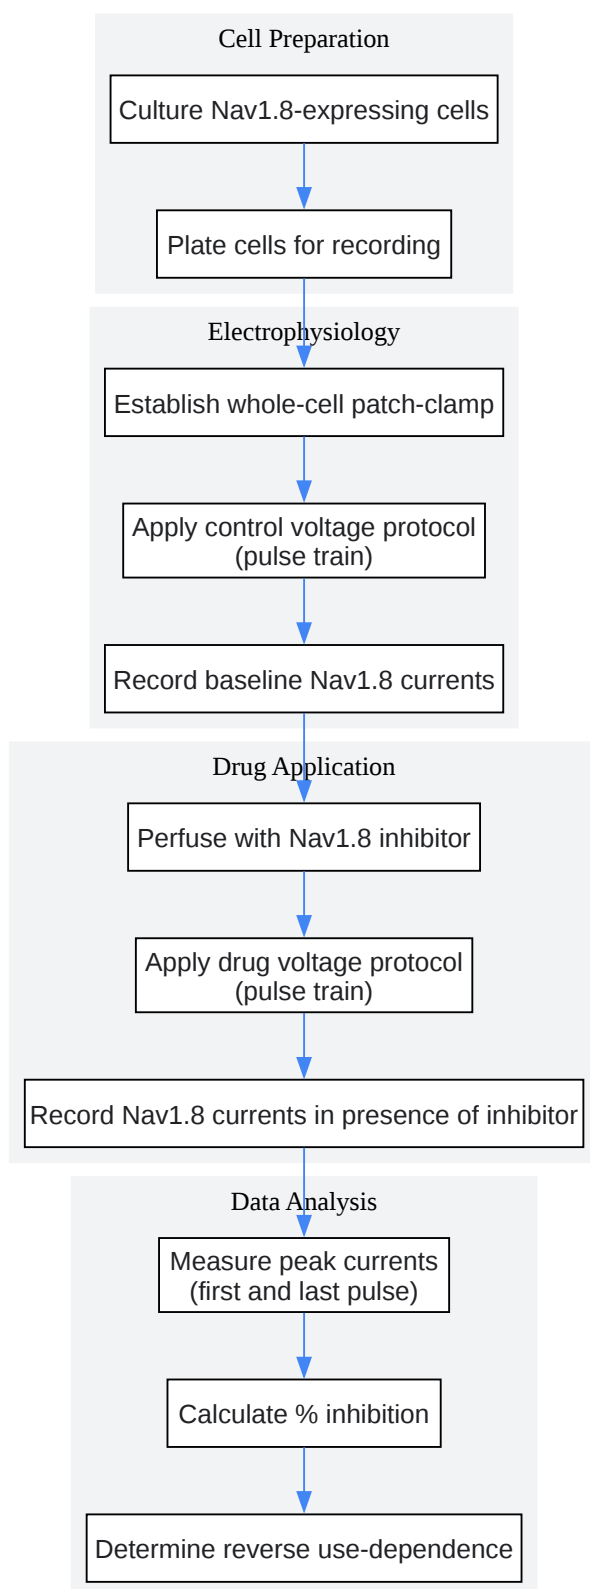 Cell Preparation
Culture Nav1.8-expressing cells
Plate cells for recording
Electrophysiology
Establish whole-cell patch-clamp
Apply control voltage protocol
(pulse train)
Record baseline Nav1.8 currents
Drug Application
Perfuse with Nav1.8 inhibitor
Apply drug voltage protocol
(pulse train)
Record Nav1.8 currents in presence of inhibitor
Data Analysis
Measure peak currents
(first and last pulse)
Calculate % inhibition
Determine reverse use-dependence